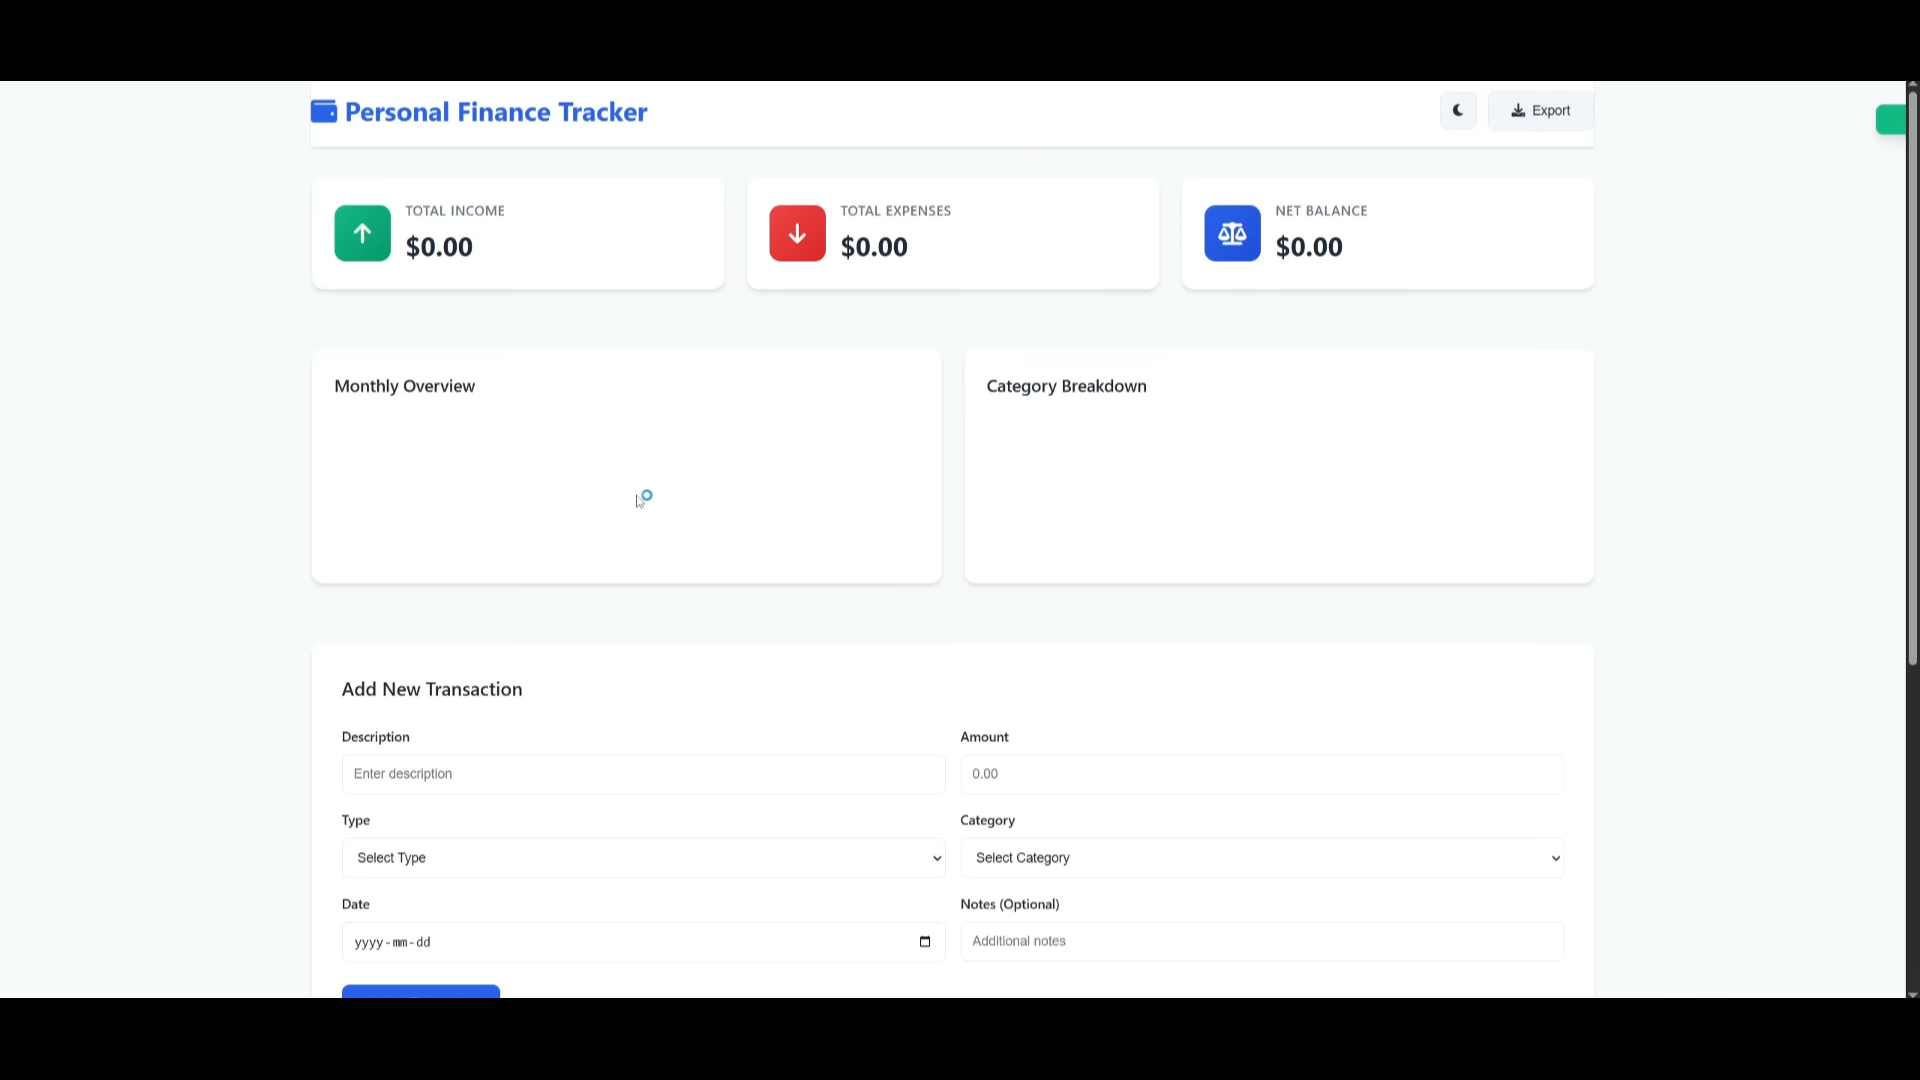 Personal Finance Tracker
Export
TOTAL INCOME
$0.00
TOTAL EXPENSES
$0.00
NET BALANCE
$0.00
Monthly Overview
Category Breakdown
Add New Transaction
Description
Amount
Enter description
0.00
Type
Category
Select Type
Select Category
Date
Notes (Optional)
yyyy-mm-dd
Additional notes